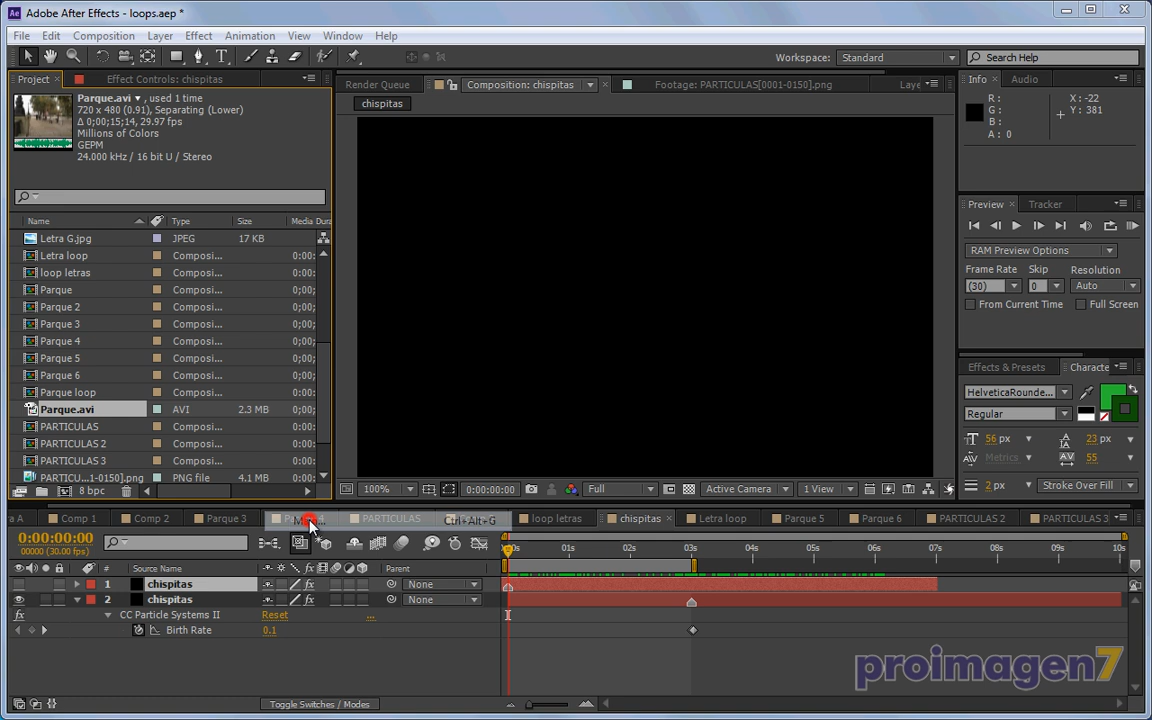 Adobe After Effects - loops.aep *
File Edit Composition Layer Effect Animation View Window Help
Workspace: Standard Search Help
Project × Effect Controls: chispitas
Render Queue Composition: chispitas × Footage: PARTICULAS[0001-0150].png Laye
Info × Audio
Parque.avi ▼ , used 1 time
720 x 480 (0.91), Separating (Lower)
Δ 0;00;15;14, 29.97 fps
Millions of Colors
GEPM
24.000 kHz / 16 bit U / Stereo
chispitas
R :
G :
B :
A : 0
X : -22
Y : 381
Name Type Size Media Dura
Letra G.jpg JPEG 17 KB
Letra loop Composi... 0:00:
loop letras Composi... 0:00:
Parque Composi... 0;00;
Parque 2 Composi... 0;00;
Parque 3 Composi... 0;00;
Parque 4 Composi... 0;00;
Parque 5 Composi... 0;00;
Parque 6 Composi... 0;00;
Parque loop Composi... 0;00;
Parque.avi AVI 2.3 MB 0;00;
PARTICULAS Composi... 0:00:
PARTICULAS 2 Composi... 0:00:
PARTICULAS 3 Composi... 0:00:
PARTICU...1-0150].png PNG file 4.1 MB 0:00:
8 bpc
Preview × Tracker
RAM Preview Options
Frame Rate Skip Resolution
(30) 0 Auto
From Current Time Full Screen
Effects & Presets Characte
HelveticaRounde...
Regular
56 px 23 px
Metrics 55
2 px Stroke Over Fill
100% 0:00:00:00 Full Active Camera 1 View
ra A Comp 1 Comp 2 Parque 3 PARTICULAS loop letras chispitas × Letra loop Parque 5 Parque 6 PARTICULAS 3
Ctrl+Alt+G
0:00:00:00
00000 (30.00 fps)
00s 01s 02s 03s 04s 05s 06s 07s 08s 09s 10s
# Source Name Parent
1 chispitas None
2 chispitas None
CC Particle Systems II Reset ...
Birth Rate 0.1
Toggle Switches / Modes
proimagen7